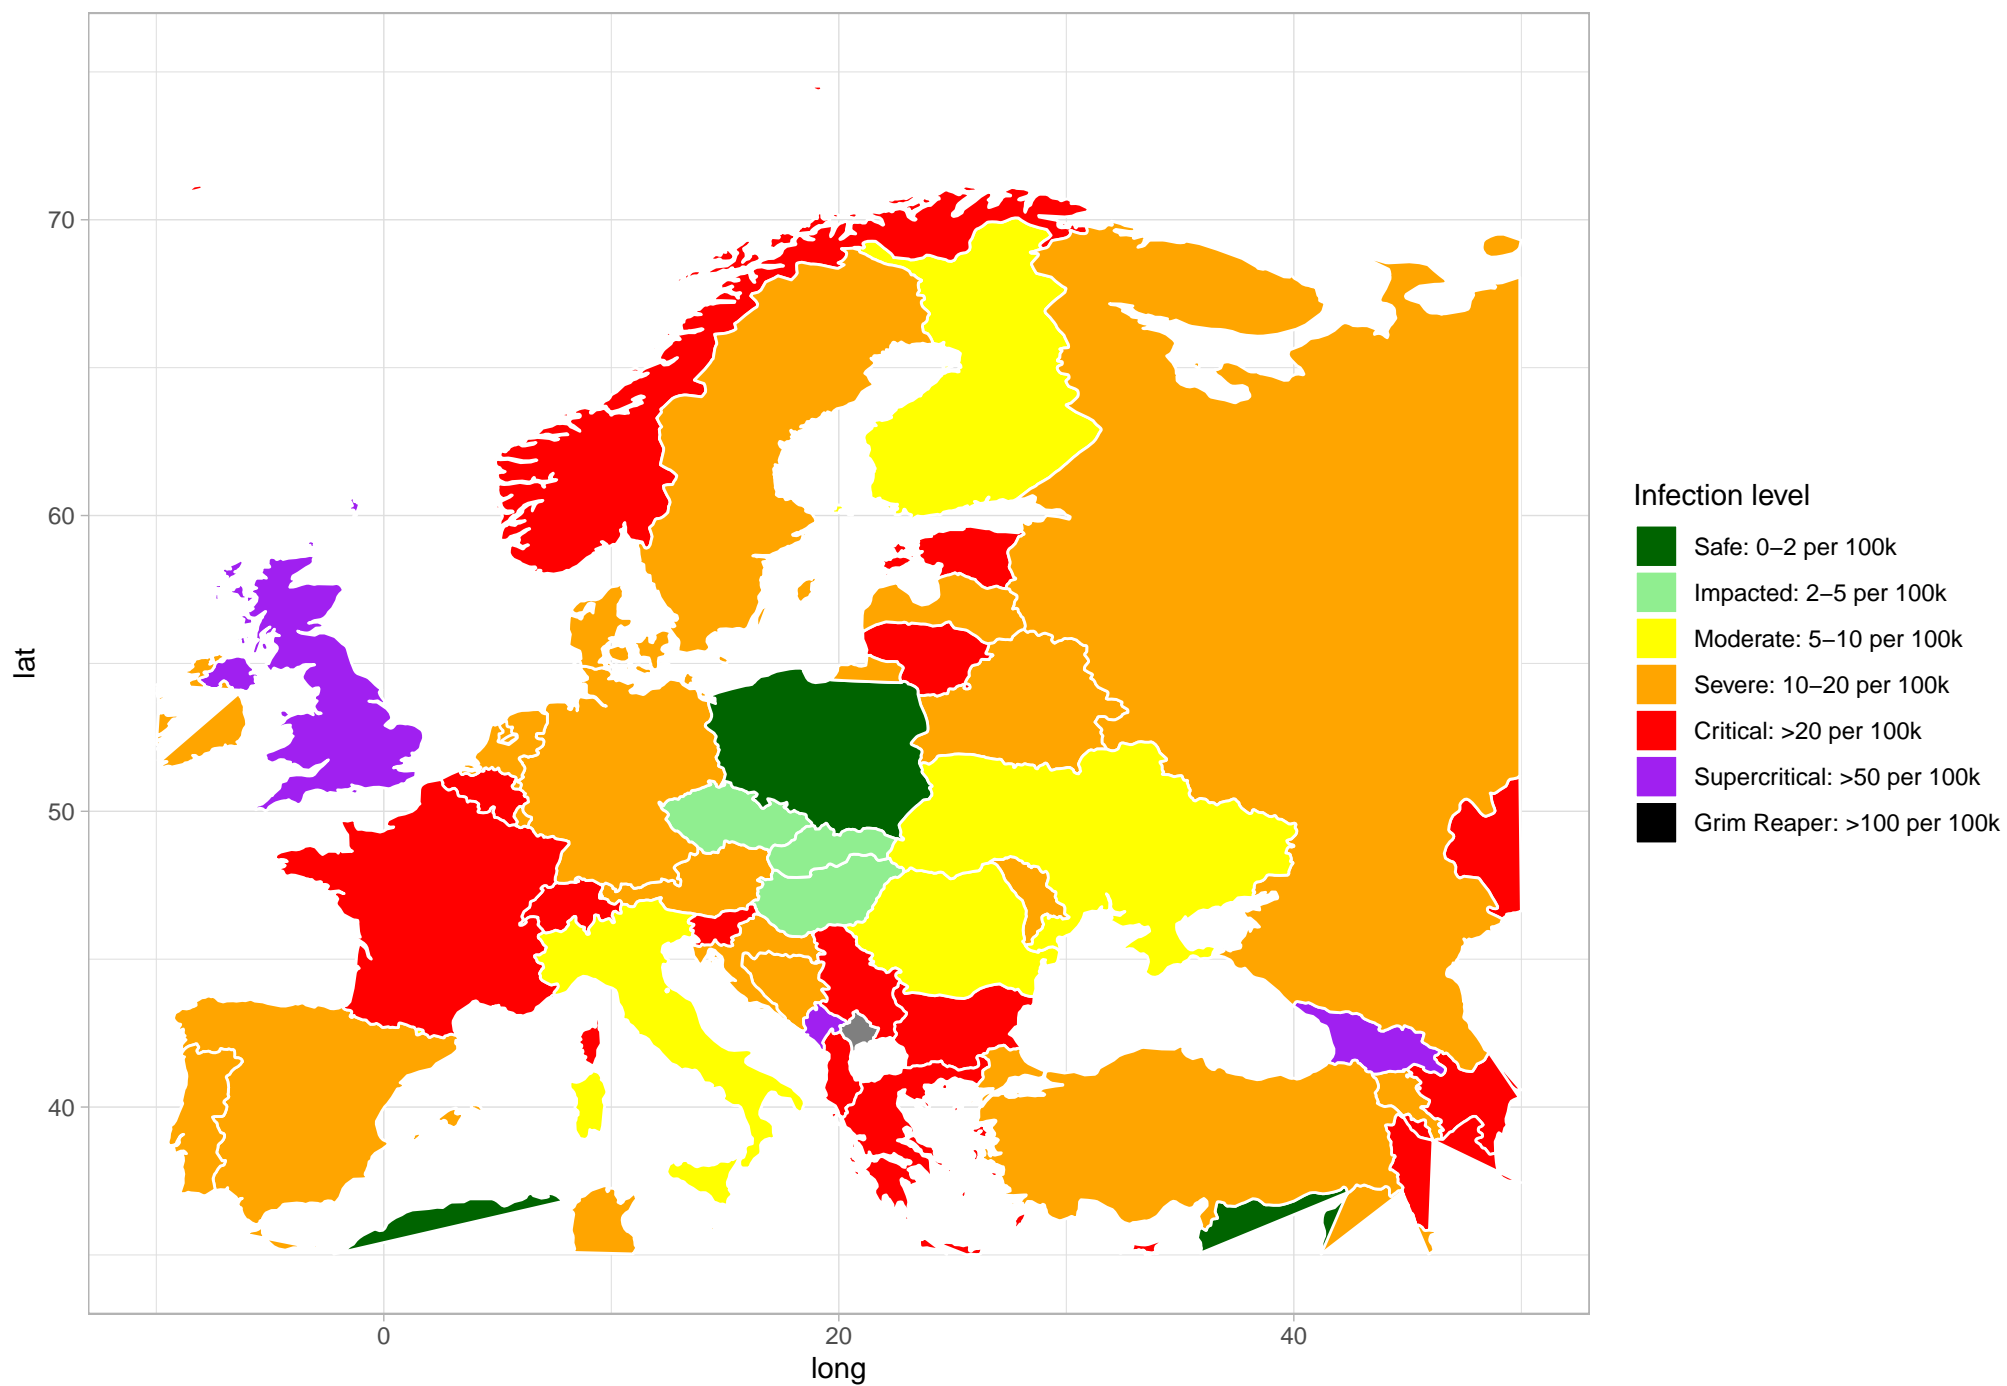 70
60
50
40
lat
0
20
40
long
Infection level
Safe: 0–2 per 100k
Impacted: 2–5 per 100k
Moderate: 5–10 per 100k
Severe: 10–20 per 100k
Critical: >20 per 100k
Supercritical: >50 per 100k
Grim Reaper: >100 per 100k